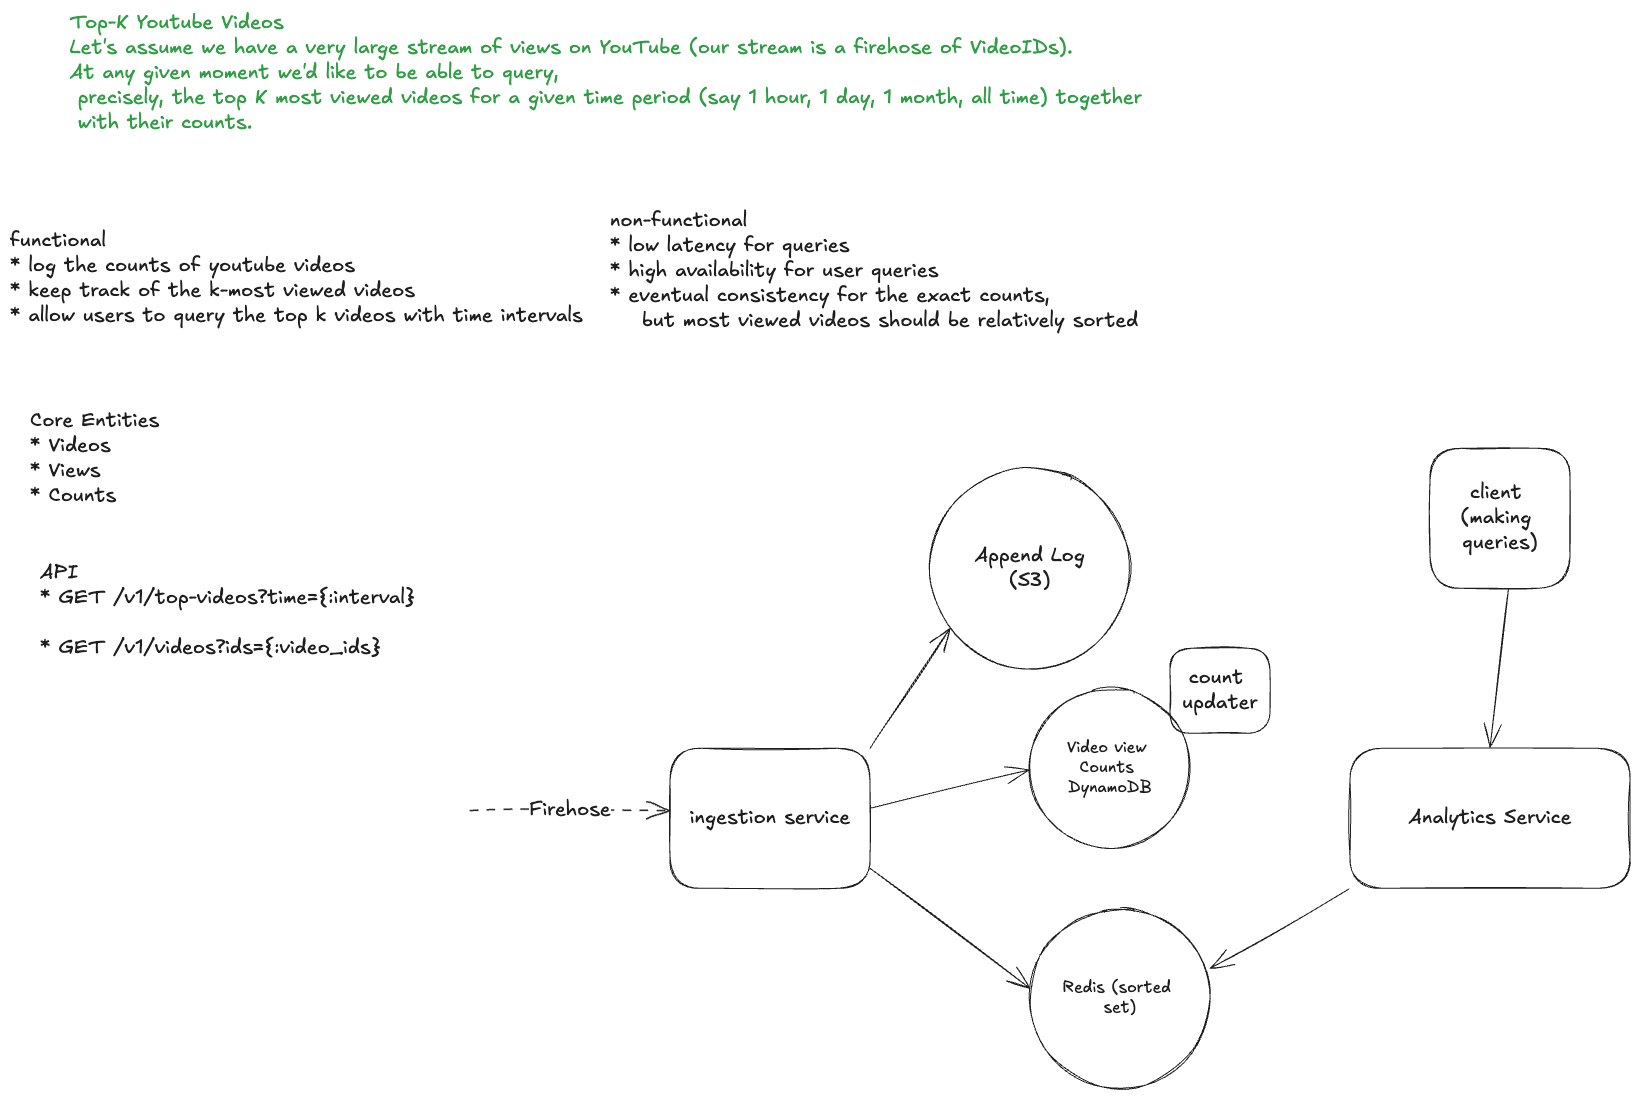 Top-K Youtube Videos
Let's assume we have a very large stream of views on YouTube (our stream is a firehose of VideoIDs).
At any given moment we'd like to be able to query,
precisely, the top K most viewed videos for a given time period (say 1 hour, 1 day, 1 month, all time) together
with their counts.
functional
* log the counts of youtube videos
* keep track of the k-most viewed videos
* allow users to query the top k videos with time intervals
non-functional
* low latency for queries
* high availability for user queries
* eventual consistency for the exact counts,
but most viewed videos should be relatively sorted
Core Entities
* Videos
* Views
* Counts
API
* GET /v1/top-videos?time={:interval}
* GET /v1/videos?ids={:video_ids}
Firehose
ingestion service
Append Log
(S3)
count
updater
Video view
Counts
DynamoDB
Redis (sorted
set)
client
(making
queries)
Analytics Service